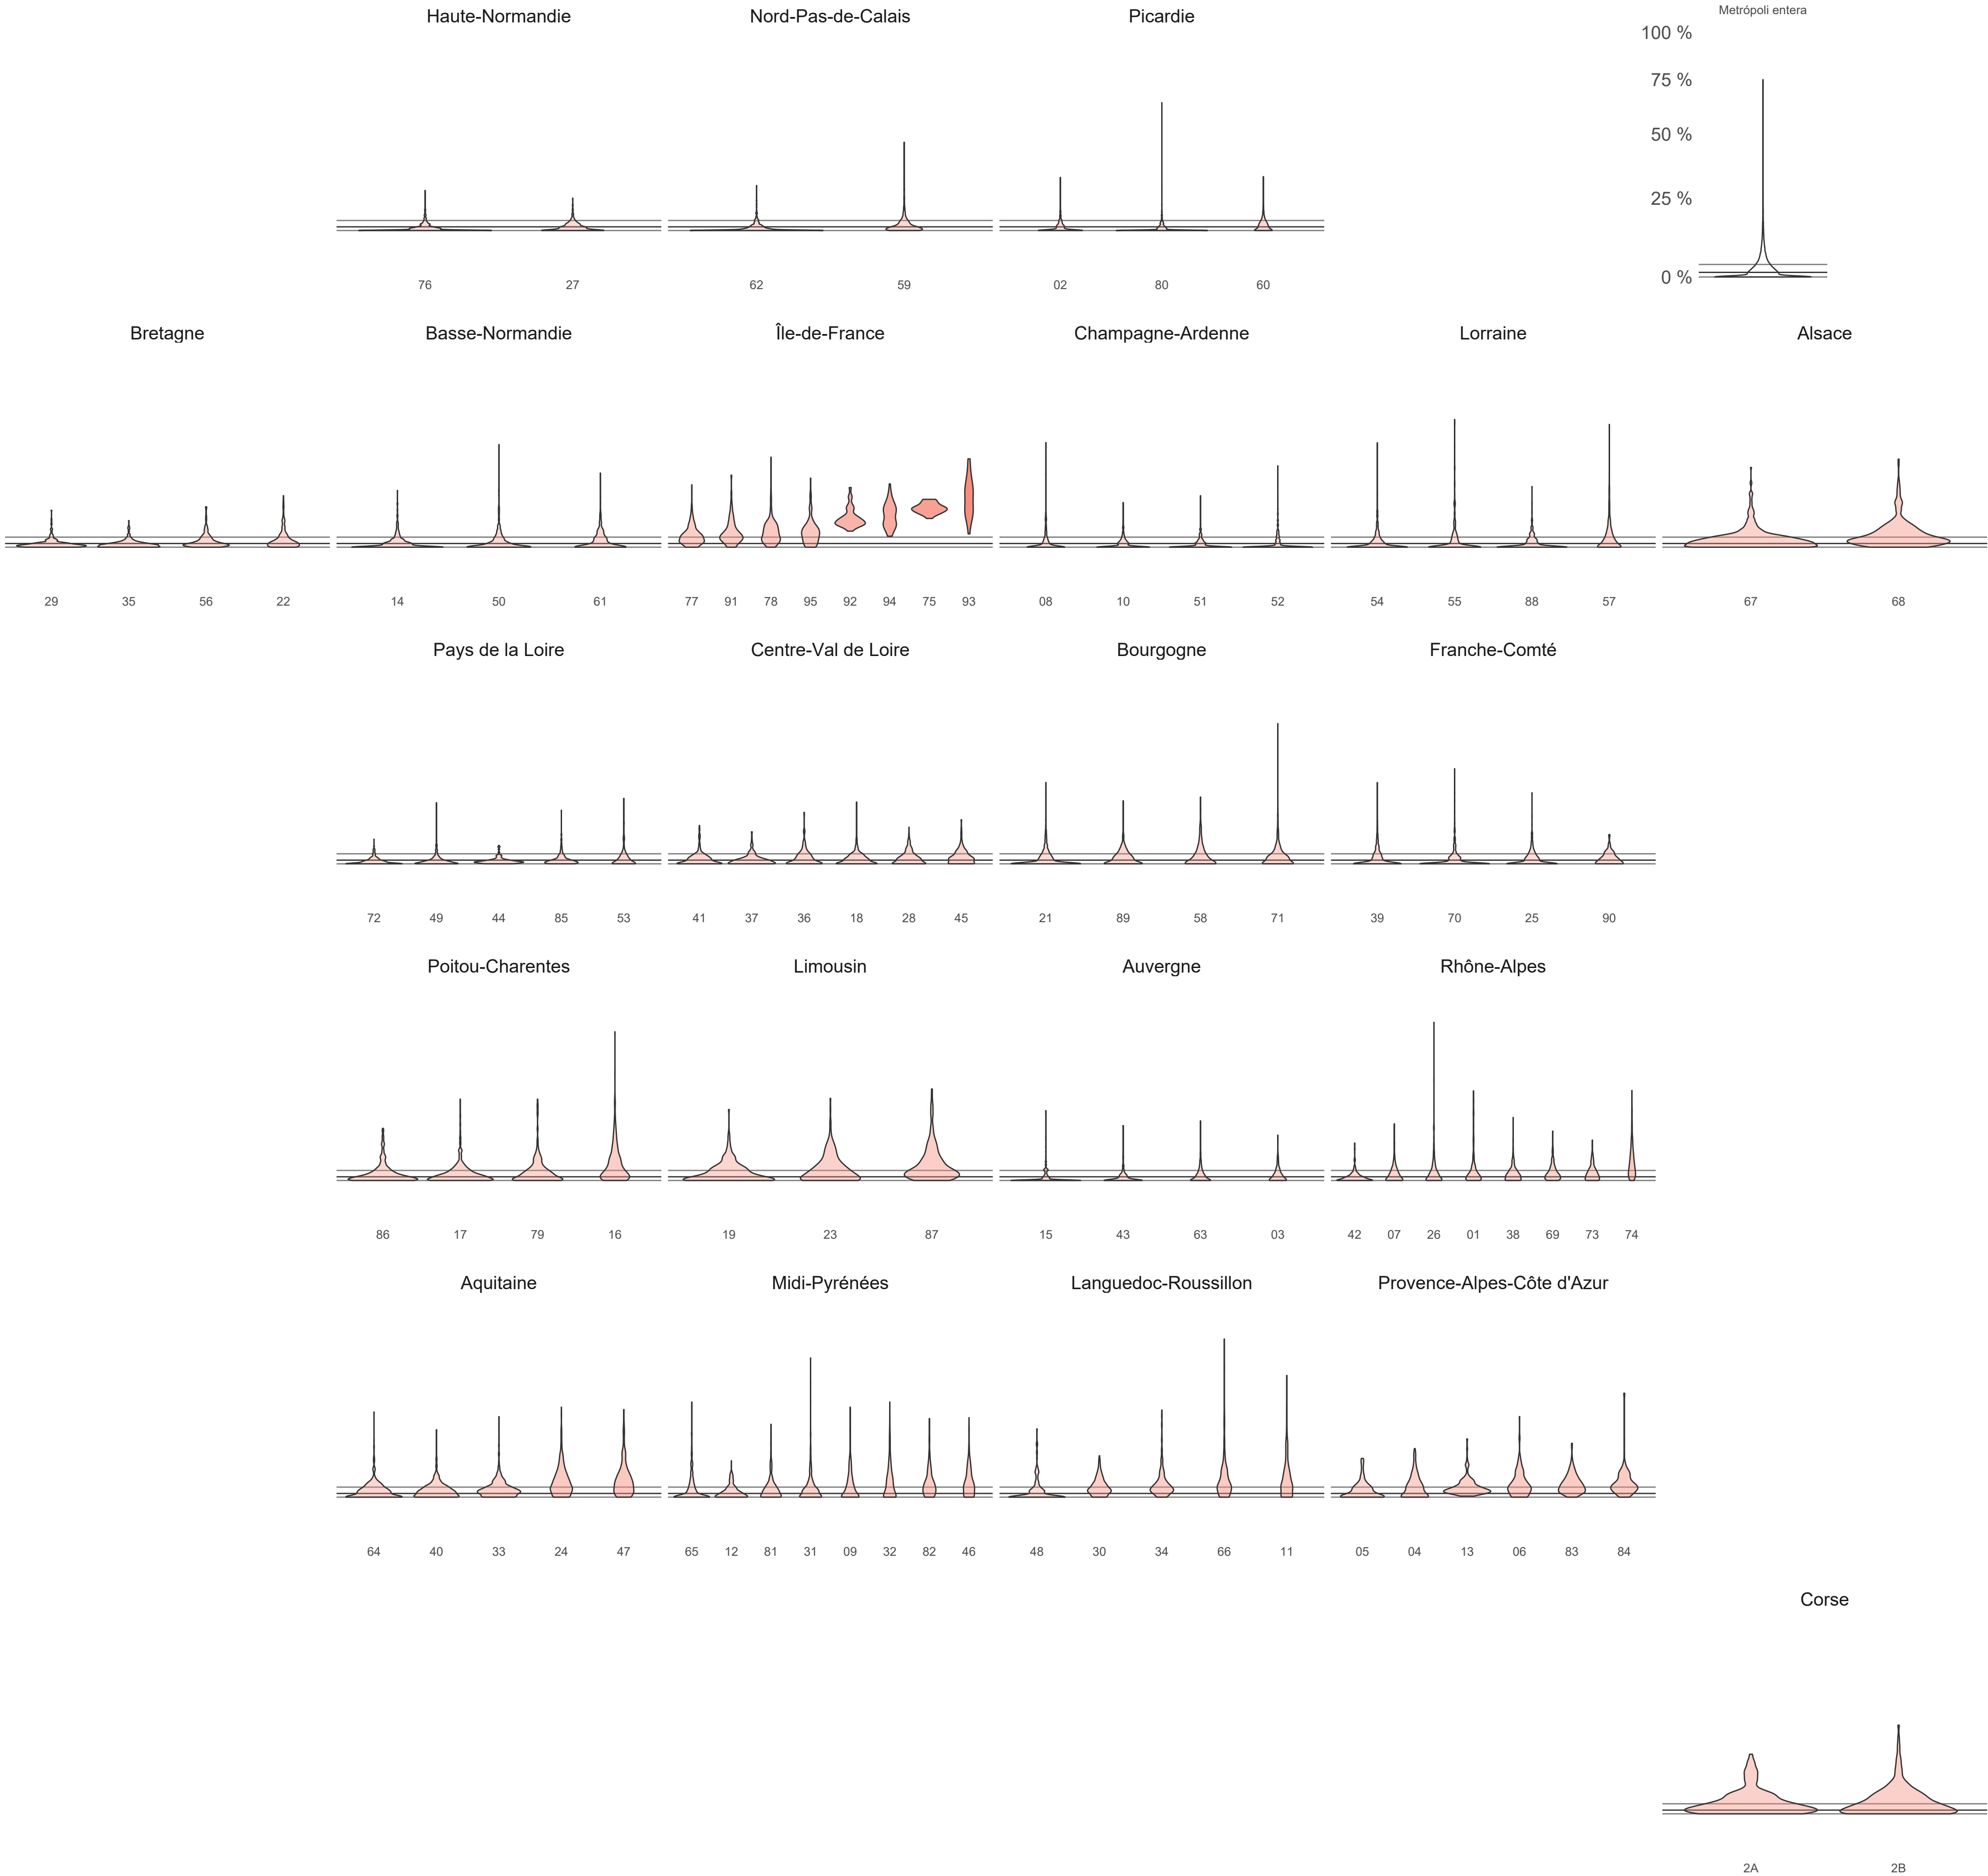 Haute-Normandie Nord-Pas-de-Calais Picardie Metrópoli entera
100 %
75 %
50 %
25 %
0 %
76 27 62 59 02 80 60
Bretagne Basse-Normandie Île-de-France Champagne-Ardenne Lorraine Alsace
29 35 56 22 14 50 61 77 91 78 95 92 94 75 93 08 10 51 52 54 55 88 57 67 68
Pays de la Loire Centre-Val de Loire Bourgogne Franche-Comté
72 49 44 85 53 41 37 36 18 28 45 21 89 58 71 39 70 25 90
Poitou-Charentes Limousin Auvergne Rhône-Alpes
86 17 79 16 19 23 87 15 43 63 03 42 07 26 01 38 69 73 74
Aquitaine Midi-Pyrénées Languedoc-Roussillon Provence-Alpes-Côte d'Azur
64 40 33 24 47 65 12 81 31 09 32 82 46 48 30 34 66 11 05 04 13 06 83 84
Corse
2A 2B